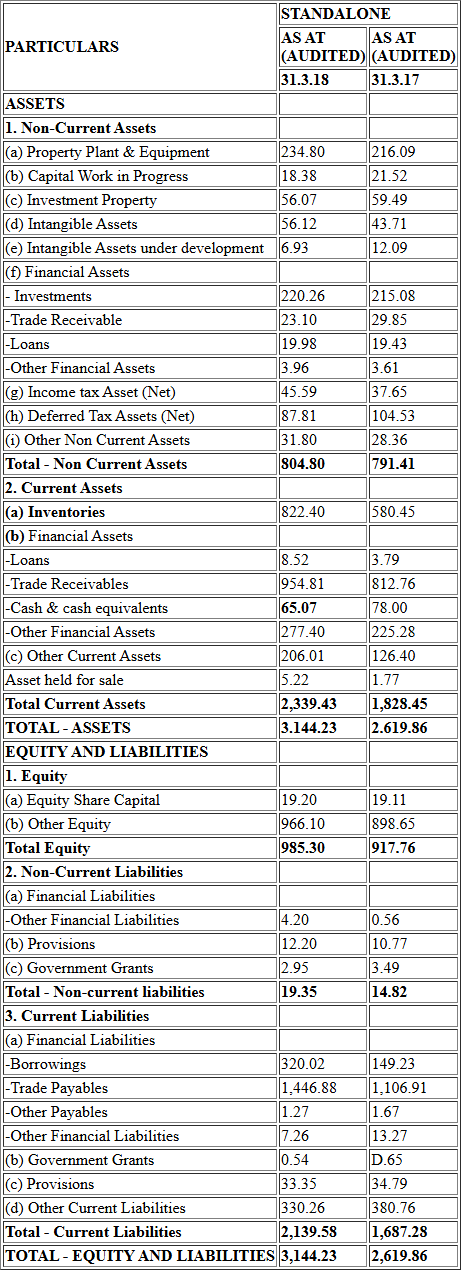 PARTICULARS STANDALONE
AS AT (AUDITED) AS AT (AUDITED)
31.3.18 31.3.17
ASSETS
1. Non-Current Assets
(a) Property Plant & Equipment 234.80 216.09
(b) Capital Work in Progress 18.38 21.52
(c) Investment Property 56.07 59.49
(d) Intangible Assets 56.12 43.71
(e) Intangible Assets under development 6.93 12.09
(f) Financial Assets
- Investments 220.26 215.08
-Trade Receivable 23.10 29.85
-Loans 19.98 19.43
-Other Financial Assets 3.96 3.61
(g) Income tax Asset (Net) 45.59 37.65
(h) Deferred Tax Assets (Net) 87.81 104.53
(i) Other Non Current Assets 31.80 28.36
Total - Non Current Assets 804.80 791.41
2. Current Assets
(a) Inventories 822.40 580.45
(b) Financial Assets
-Loans 8.52 3.79
-Trade Receivables 954.81 812.76
-Cash & cash equivalents 65.07 78.00
-Other Financial Assets 277.40 225.28
(c) Other Current Assets 206.01 126.40
Asset held for sale 5.22 1.77
Total Current Assets 2,339.43 1,828.45
TOTAL - ASSETS 3.144.23 2.619.86
EQUITY AND LIABILITIES
1. Equity
(a) Equity Share Capital 19.20 19.11
(b) Other Equity 966.10 898.65
Total Equity 985.30 917.76
2. Non-Current Liabilities
(a) Financial Liabilities
-Other Financial Liabilities 4.20 0.56
(b) Provisions 12.20 10.77
(c) Government Grants 2.95 3.49
Total - Non-current liabilities 19.35 14.82
3. Current Liabilities
(a) Financial Liabilities
-Borrowings 320.02 149.23
-Trade Payables 1,446.88 1,106.91
-Other Payables 1.27 1.67
-Other Financial Liabilities 7.26 13.27
(b) Government Grants 0.54 D.65
(c) Provisions 33.35 34.79
(d) Other Current Liabilities 330.26 380.76
Total - Current Liabilities 2,139.58 1,687.28
TOTAL - EQUITY AND LIABILITIES 3,144.23 2,619.86